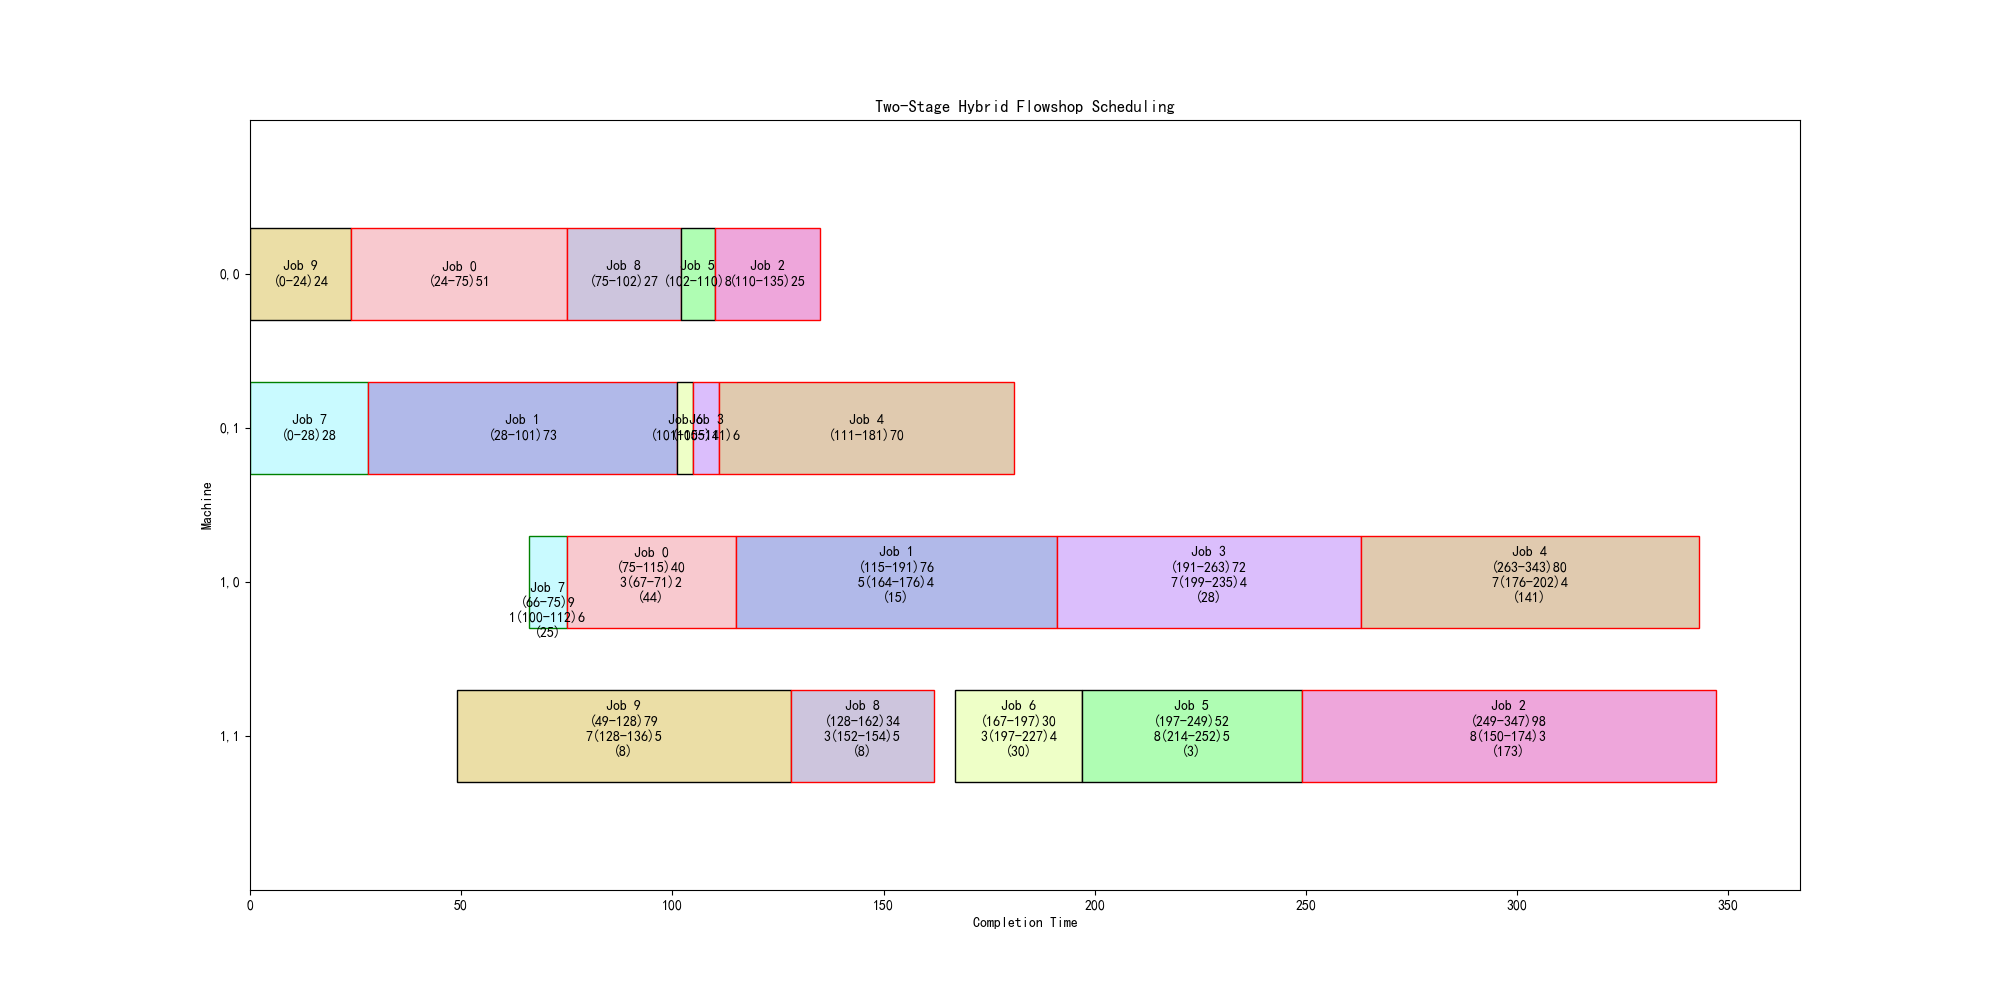 Two-Stage Hybrid Flowshop Scheduling
0,0
Job 9
(0-24)24
Job 0
(24-75)51
Job 8
(75-102)27
Job 5
(102-110)8
Job 2
(110-135)25
0,1
Job 7
(0-28)28
Job 1
(28-101)73
Job 6
(101-105)4
Job 3
(105-111)6
Job 4
(111-181)70
1,0
Job 7
(66-75)9
1(100-112)6
(25)
Job 0
(75-115)40
3(67-71)2
(44)
Job 1
(115-191)76
5(164-176)4
(15)
Job 3
(191-263)72
7(199-235)4
(28)
Job 4
(263-343)80
7(176-202)4
(141)
1,1
Job 9
(49-128)79
7(128-136)5
(8)
Job 8
(128-162)34
3(152-154)5
(8)
Job 6
(167-197)30
3(197-227)4
(30)
Job 5
(197-249)52
8(214-252)5
(3)
Job 2
(249-347)98
8(150-174)3
(173)
Machine
0 50 100 150 200 250 300 350
Completion Time